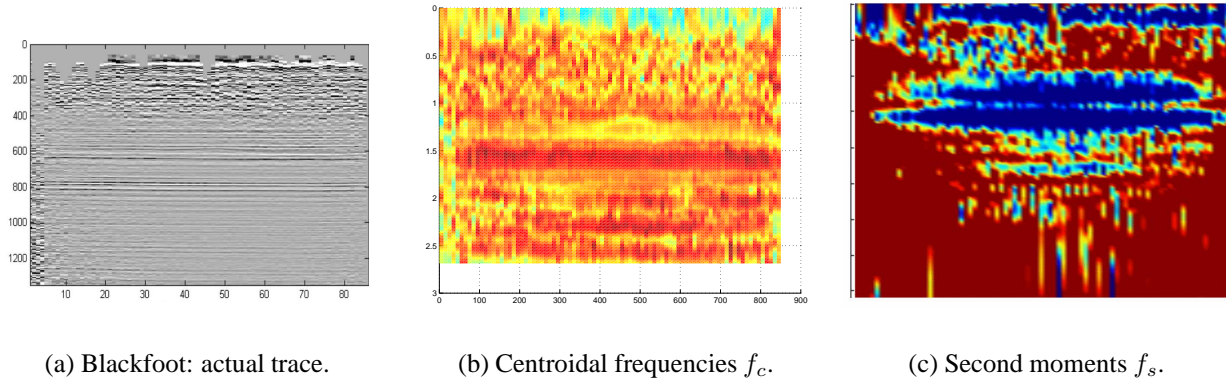 0
200
400
600
800
1000
1200
10 20 30 40 50 60 70 80
0
0.5
1
1.5
2
2.5
3
0 100 200 300 400 500 600 700 800 900
(a) Blackfoot: actual trace.
(b) Centroidal frequencies f_c.
(c) Second moments f_s.